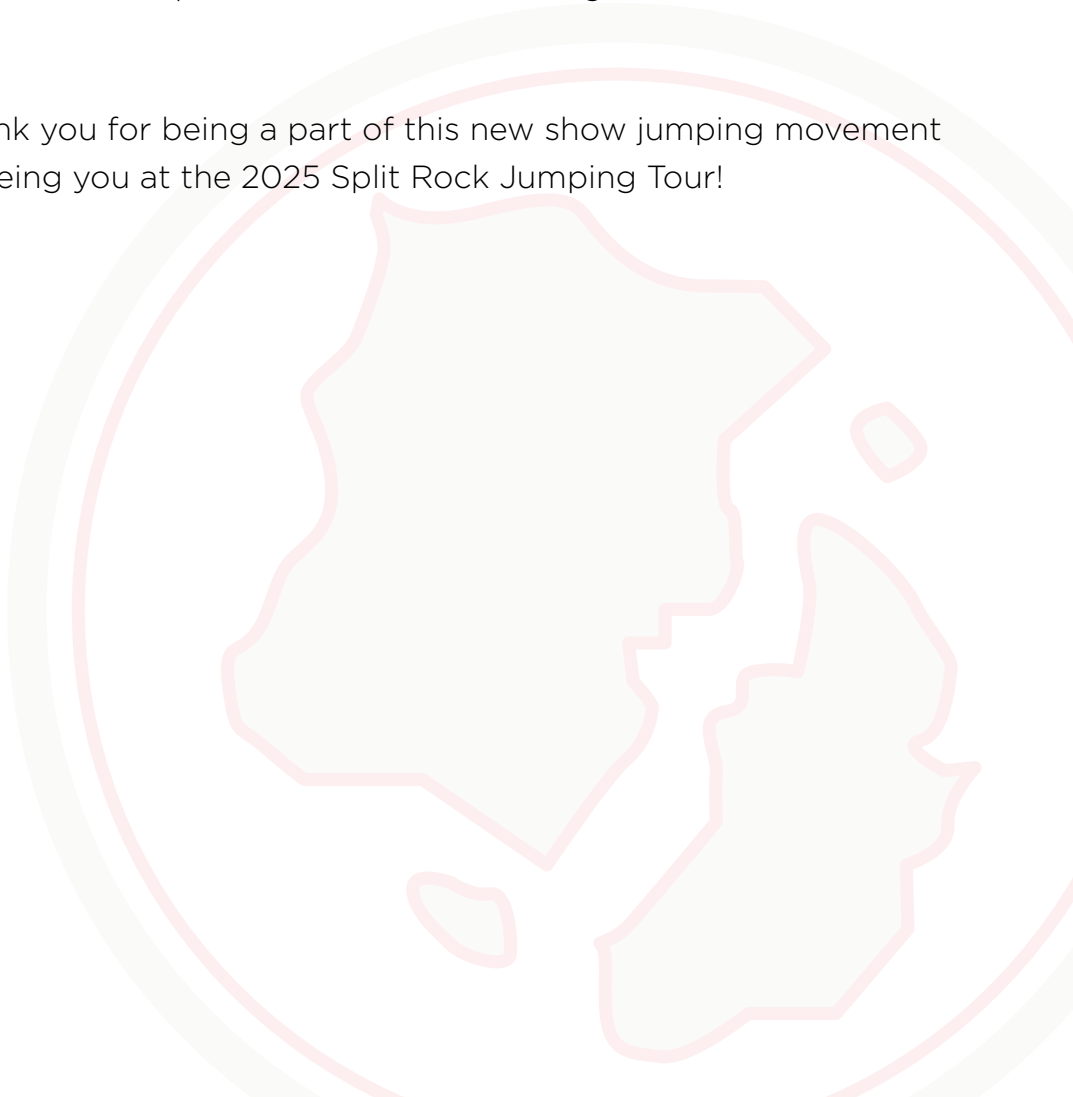 nk you for being a part of this new show jumping movement
eing you at the 2025 Split Rock Jumping Tour!